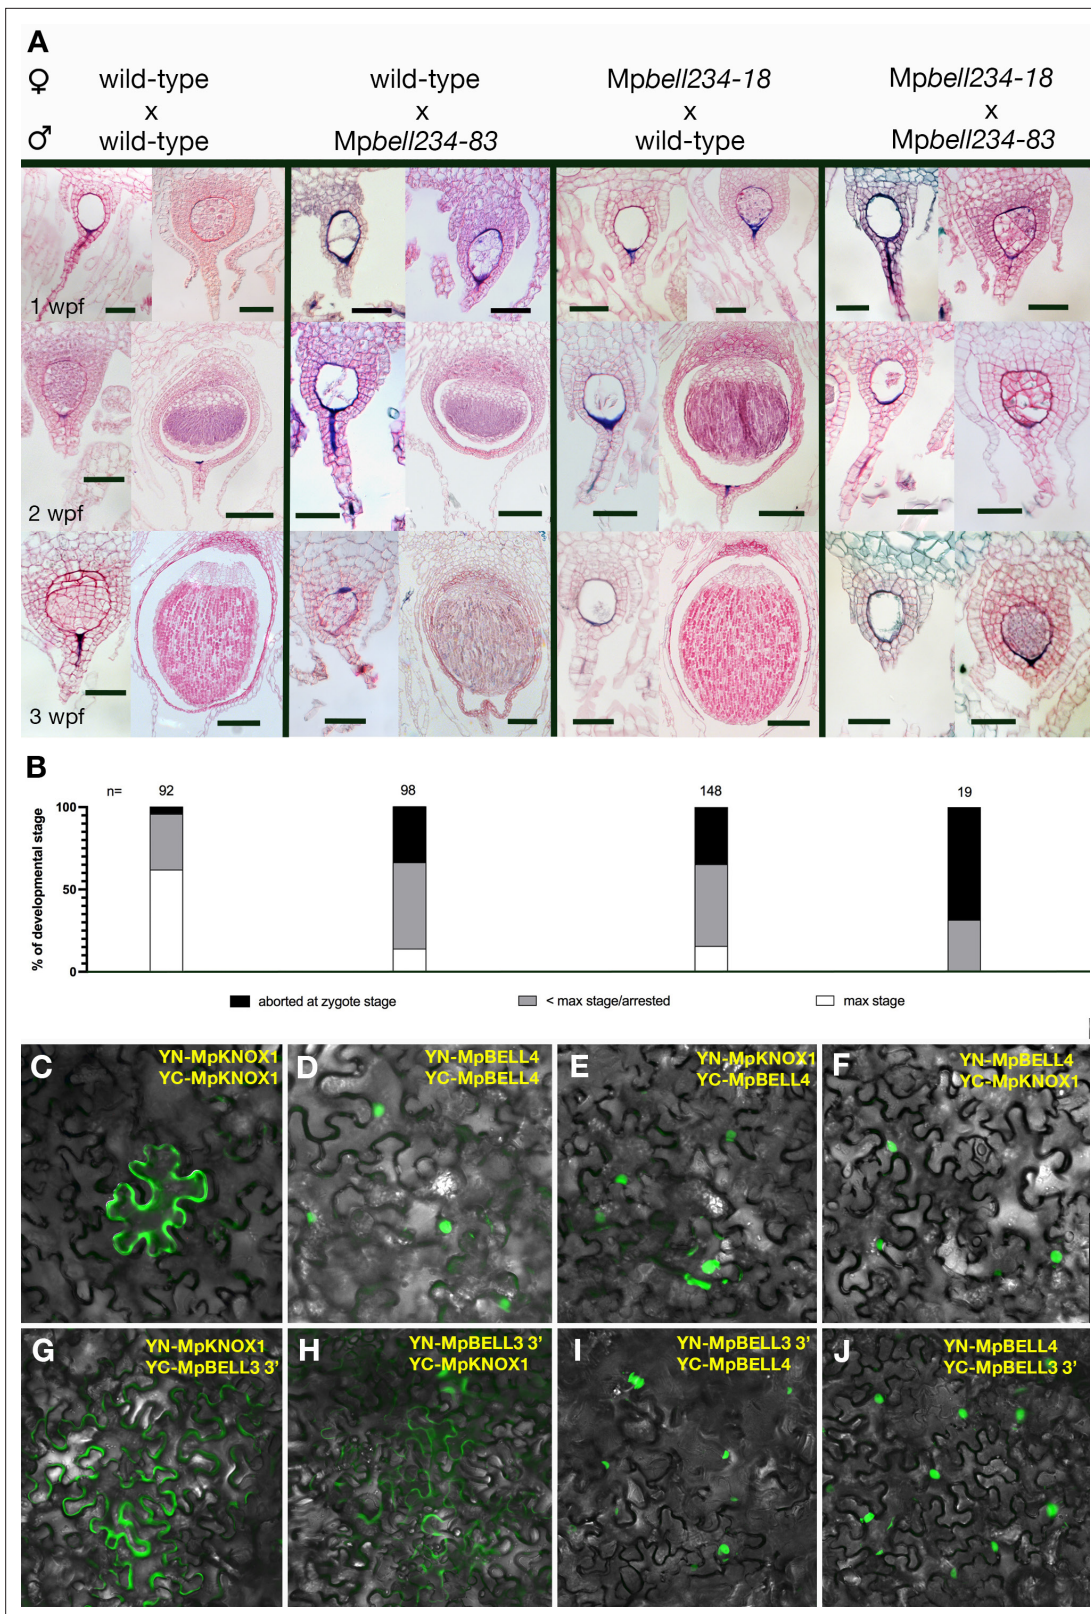 A
♀ wild-type wild-type Mpbell234-18 Mpbell234-18
x x x x
♂ wild-type Mpbell234-83 wild-type Mpbell234-83
1 wpf
2 wpf
3 wpf
B
n= 92 98 148 19
% of developmental stage
100
50
0
aborted at zygote stage < max stage/arrested max stage
C
YN-MpKNOX1
YC-MpKNOX1
D
YN-MpBELL4
YC-MpBELL4
E
YN-MpKNOX1
YC-MpBELL4
F
YN-MpBELL4
YC-MpKNOX1
G
YN-MpKNOX1
YC-MpBELL3 3'
H
YN-MpBELL3 3'
YC-MpKNOX1
I
YN-MpBELL3 3'
YC-MpBELL4
J
YN-MpBELL4
YC-MpBELL3 3'